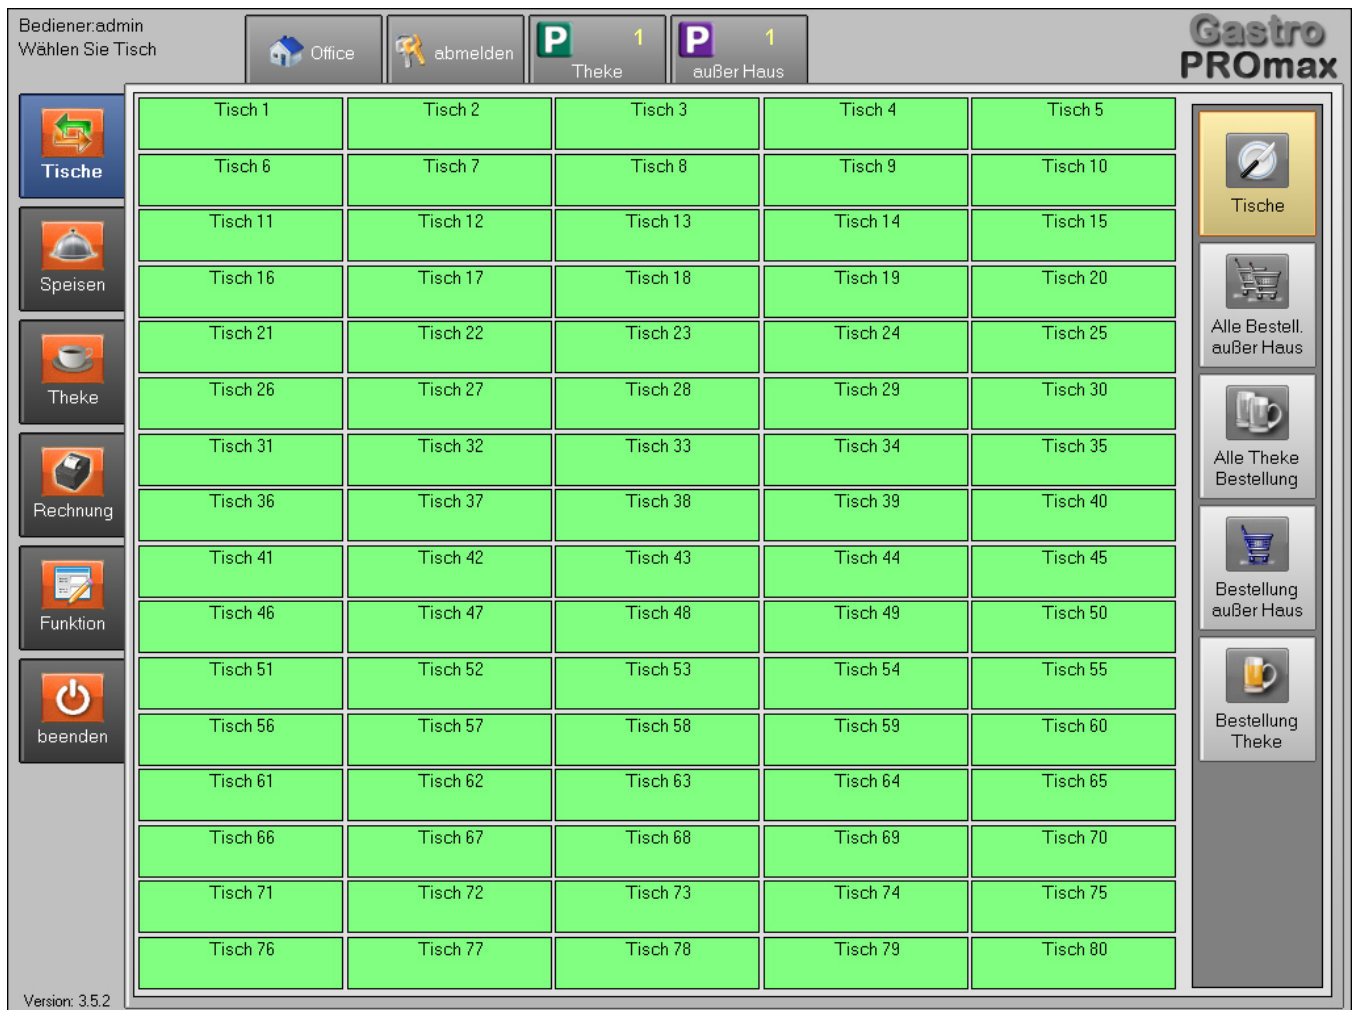 Bediener:admin
Wählen Sie Tisch
Office
abmelden
P 1
Theke
P 1
außer Haus
Gastro
PROmax
Tische
Speisen
Theke
Rechnung
Funktion
beenden
Tisch 1 Tisch 2 Tisch 3 Tisch 4 Tisch 5
Tisch 6 Tisch 7 Tisch 8 Tisch 9 Tisch 10
Tisch 11 Tisch 12 Tisch 13 Tisch 14 Tisch 15
Tisch 16 Tisch 17 Tisch 18 Tisch 19 Tisch 20
Tisch 21 Tisch 22 Tisch 23 Tisch 24 Tisch 25
Tisch 26 Tisch 27 Tisch 28 Tisch 29 Tisch 30
Tisch 31 Tisch 32 Tisch 33 Tisch 34 Tisch 35
Tisch 36 Tisch 37 Tisch 38 Tisch 39 Tisch 40
Tisch 41 Tisch 42 Tisch 43 Tisch 44 Tisch 45
Tisch 46 Tisch 47 Tisch 48 Tisch 49 Tisch 50
Tisch 51 Tisch 52 Tisch 53 Tisch 54 Tisch 55
Tisch 56 Tisch 57 Tisch 58 Tisch 59 Tisch 60
Tisch 61 Tisch 62 Tisch 63 Tisch 64 Tisch 65
Tisch 66 Tisch 67 Tisch 68 Tisch 69 Tisch 70
Tisch 71 Tisch 72 Tisch 73 Tisch 74 Tisch 75
Tisch 76 Tisch 77 Tisch 78 Tisch 79 Tisch 80
Tische
Alle Bestell.
außer Haus
Alle Theke
Bestellung
Bestellung
außer Haus
Bestellung
Theke
Version: 3.5.2